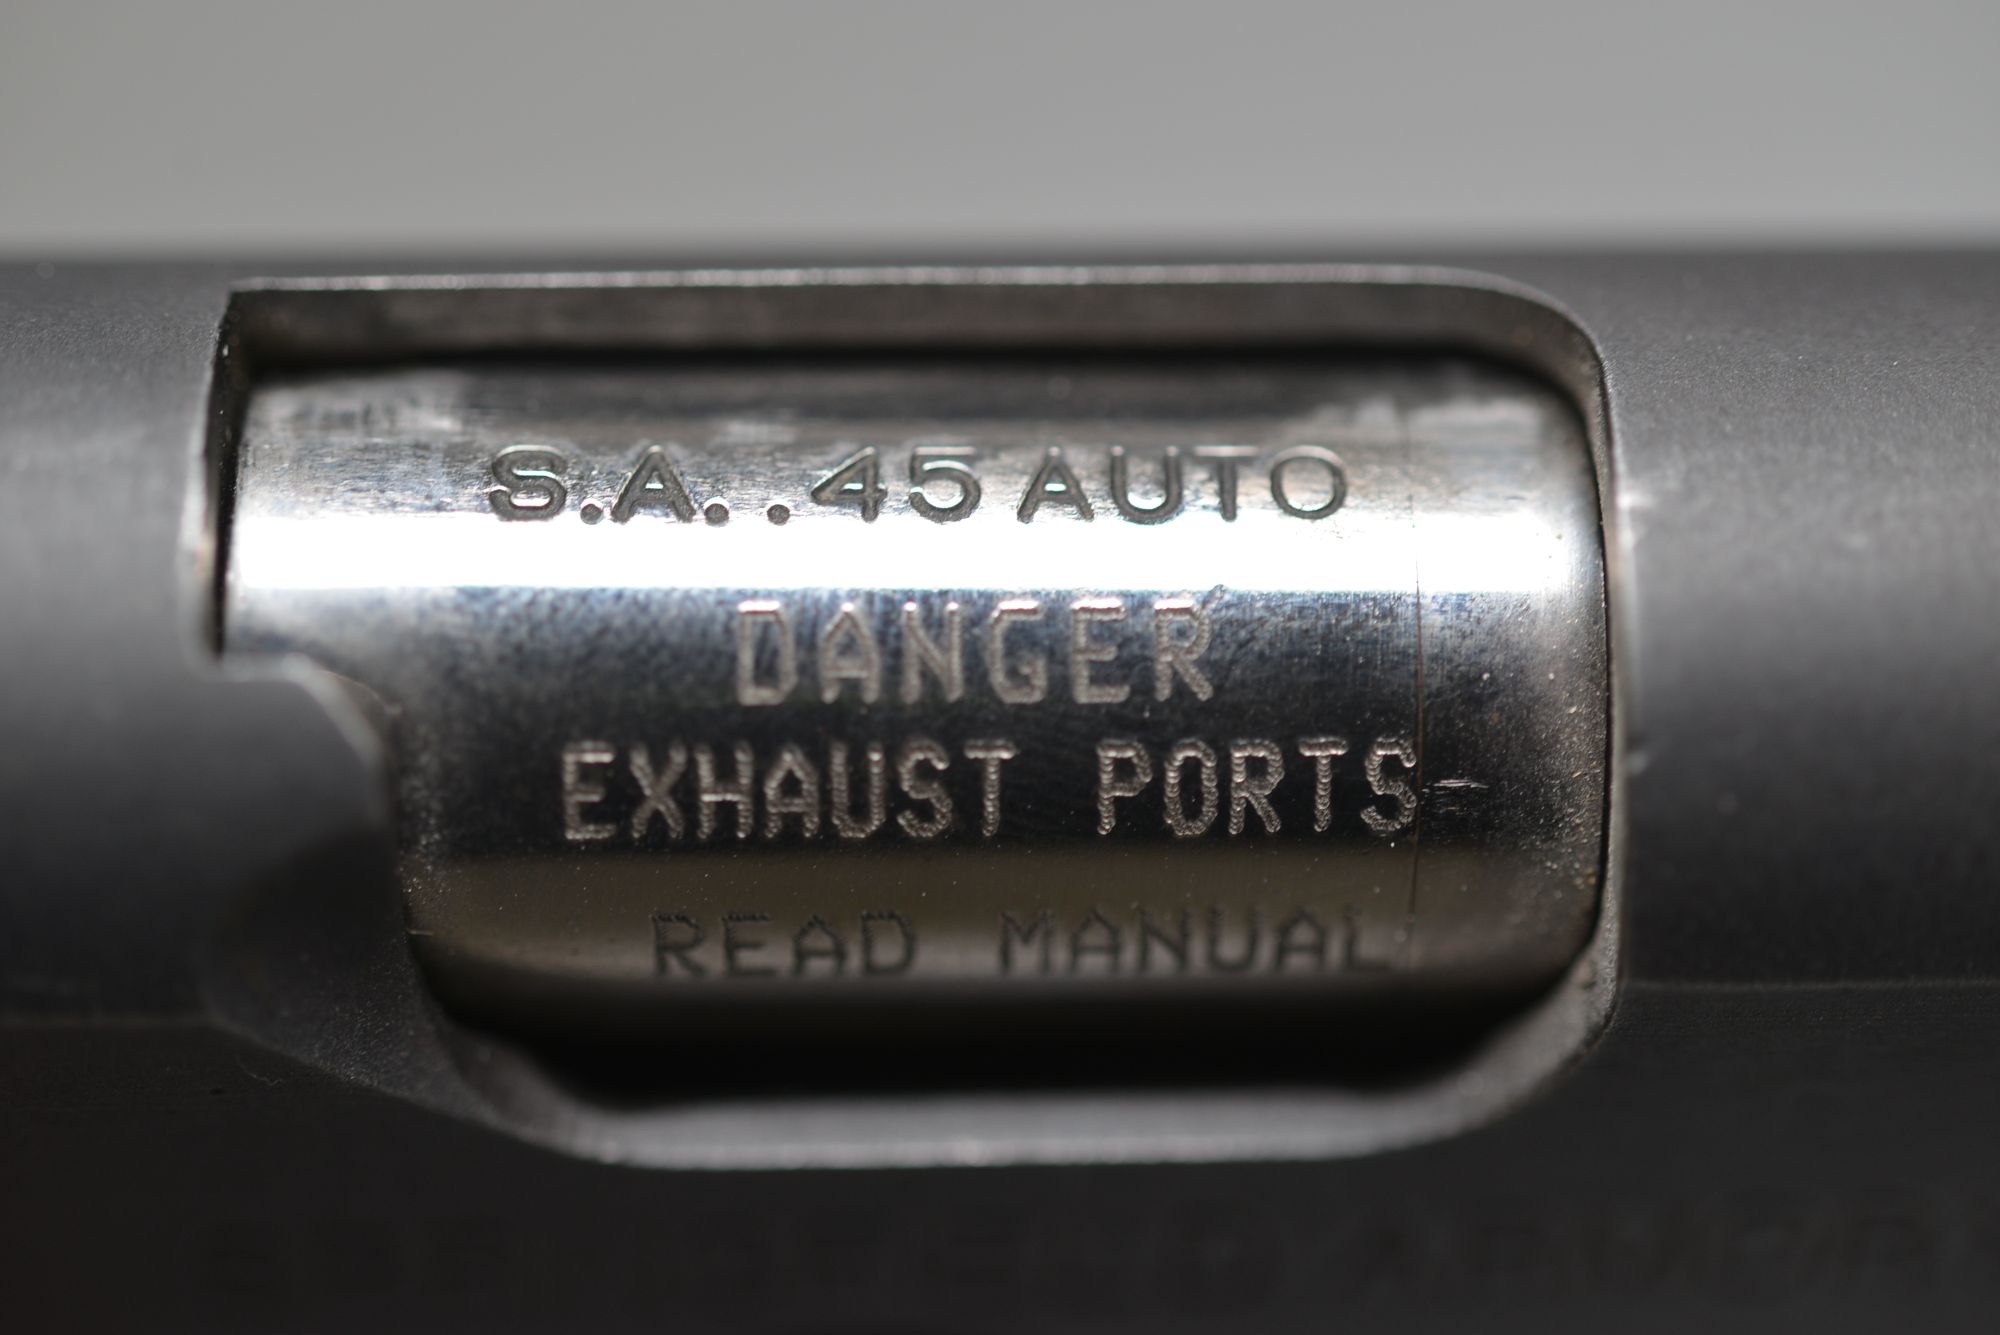 S.A. .45 AUTO
DANGER
EXHAUST PORTS
READ MANUAL